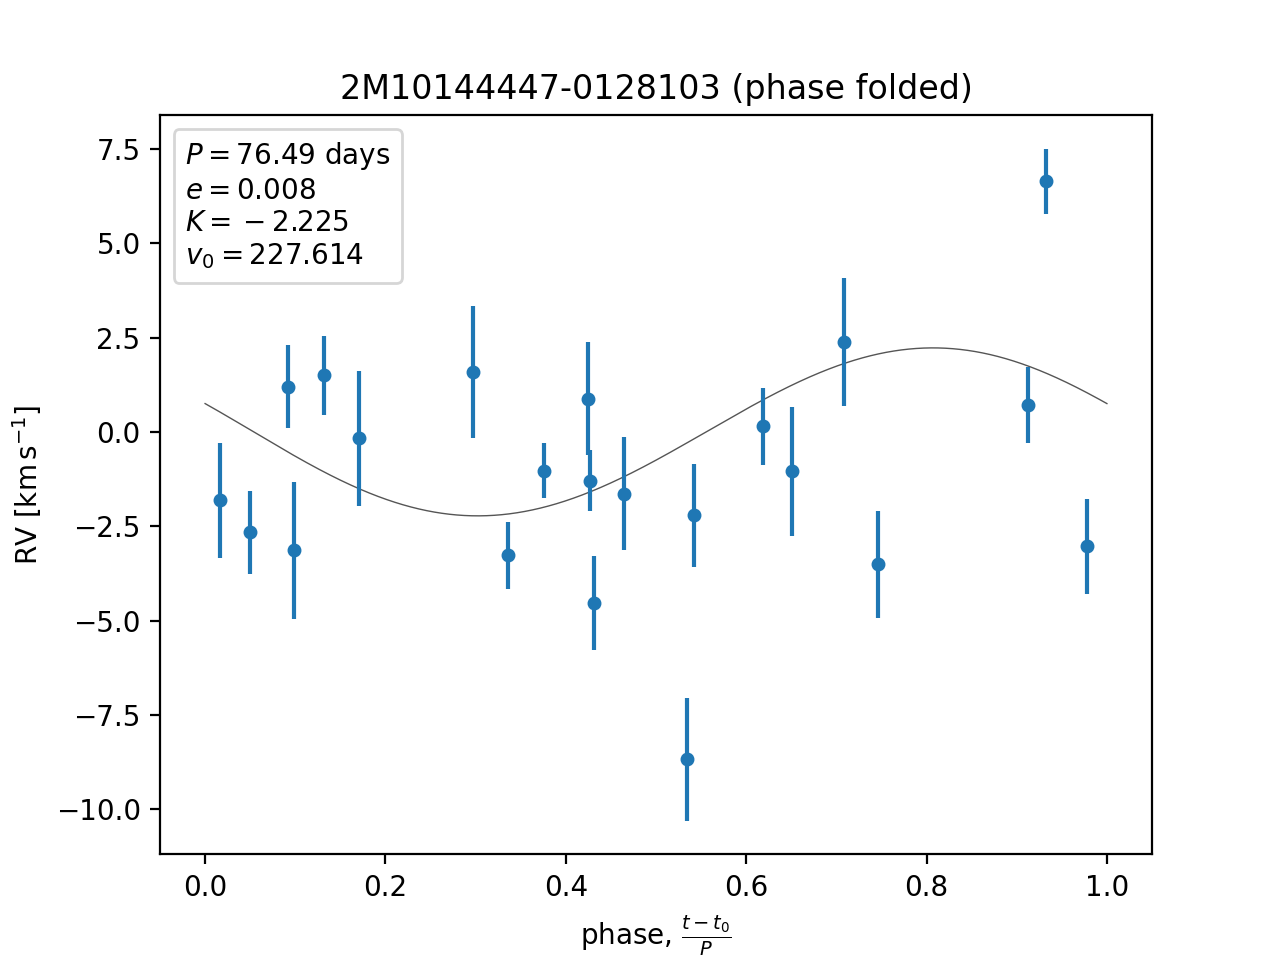 2M10144447-0128103 (phase folded)
P = 76.49 days
e = 0.008
K = −2.225
v₀ = 227.614
7.5
5.0
2.5
0.0
−2.5
−5.0
−7.5
−10.0
RV [km s⁻¹]
0.0 0.2 0.4 0.6 0.8 1.0
phase, (t − t₀)/P